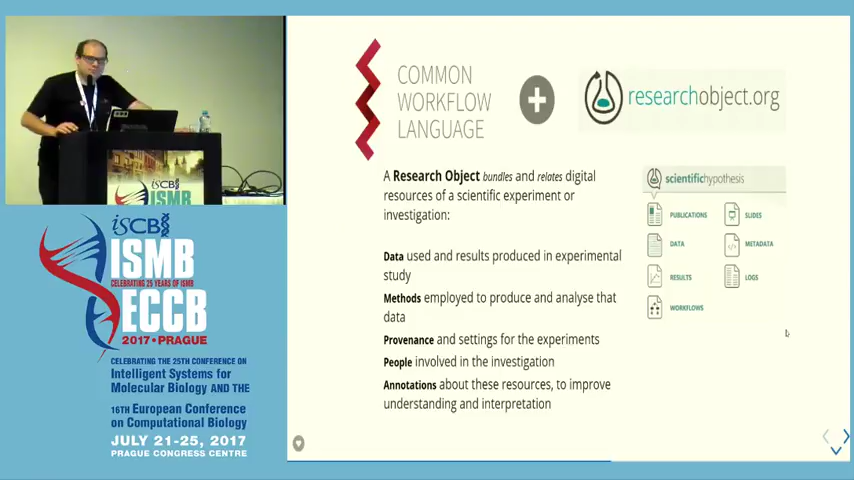 COMMON
WORKFLOW
LANGUAGE
researchobject.org
A Research Object bundles and relates digital
resources of a scientific experiment or
investigation:
Data used and results produced in experimental
study
Methods employed to produce and analyse that
data
Provenance and settings for the experiments
People involved in the investigation
Annotations about these resources, to improve
understanding and interpretation
scientifichypothesis
PUBLICATIONS
SLIDES
DATA
METADATA
RESULTS
LOGS
WORKFLOWS
iSCB
ISMB
iSCB
ISMB
CELEBRATING 25 YEARS OF ISMB
ECCB
2017 • PRAGUE
CELEBRATING THE 25TH CONFERENCE ON
Intelligent Systems for
Molecular Biology AND THE
16TH European Conference
on Computational Biology
JULY 21-25, 2017
PRAGUE CONGRESS CENTRE